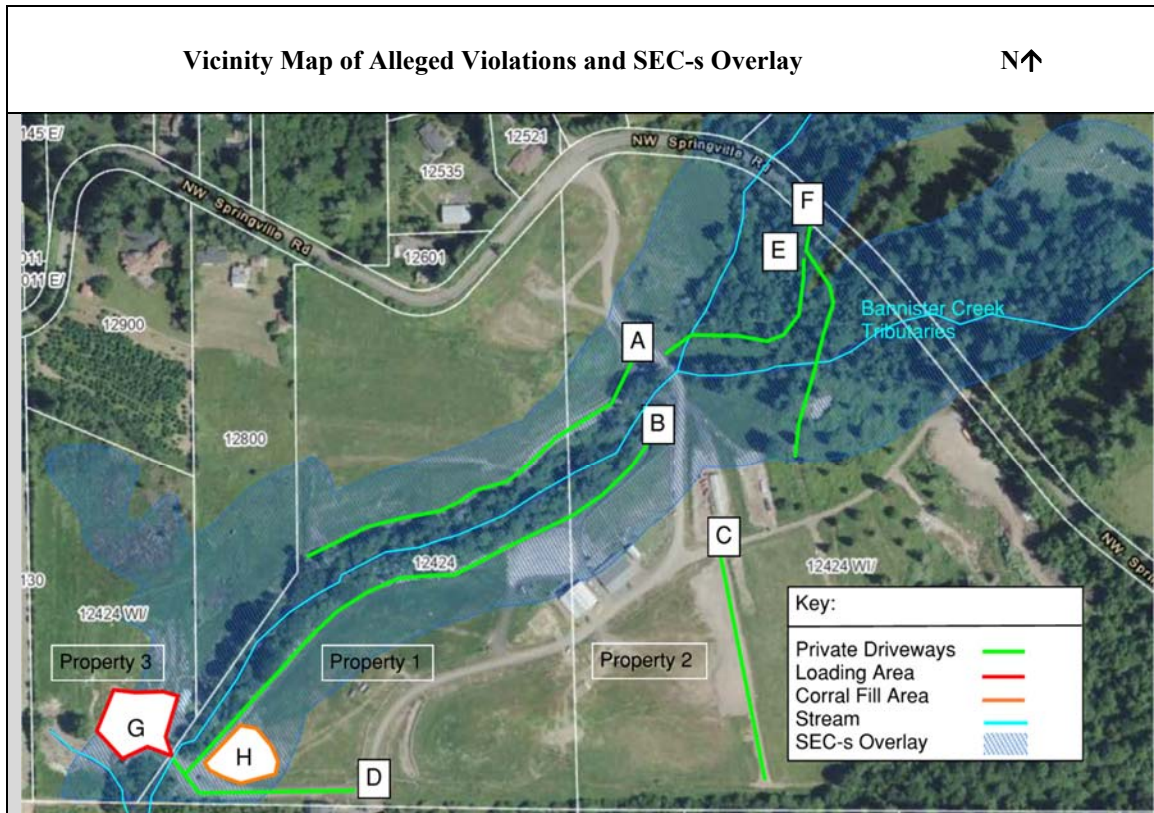 Vicinity Map of Alleged Violations and SEC-s Overlay N↑
145 E/
12521
NW Springville Rd
12535
F
NW Springville Rd
E
12601
011
011 E/
Bannister Creek
Tributaries
12900
A
B
12800
C
12424
12424 W/
130
12424 W/
Key:
NW Spri
Property 3
Property 1
Property 2
Private Driveways
Loading Area
Corral Fill Area
Stream
SEC-s Overlay
G
H
D